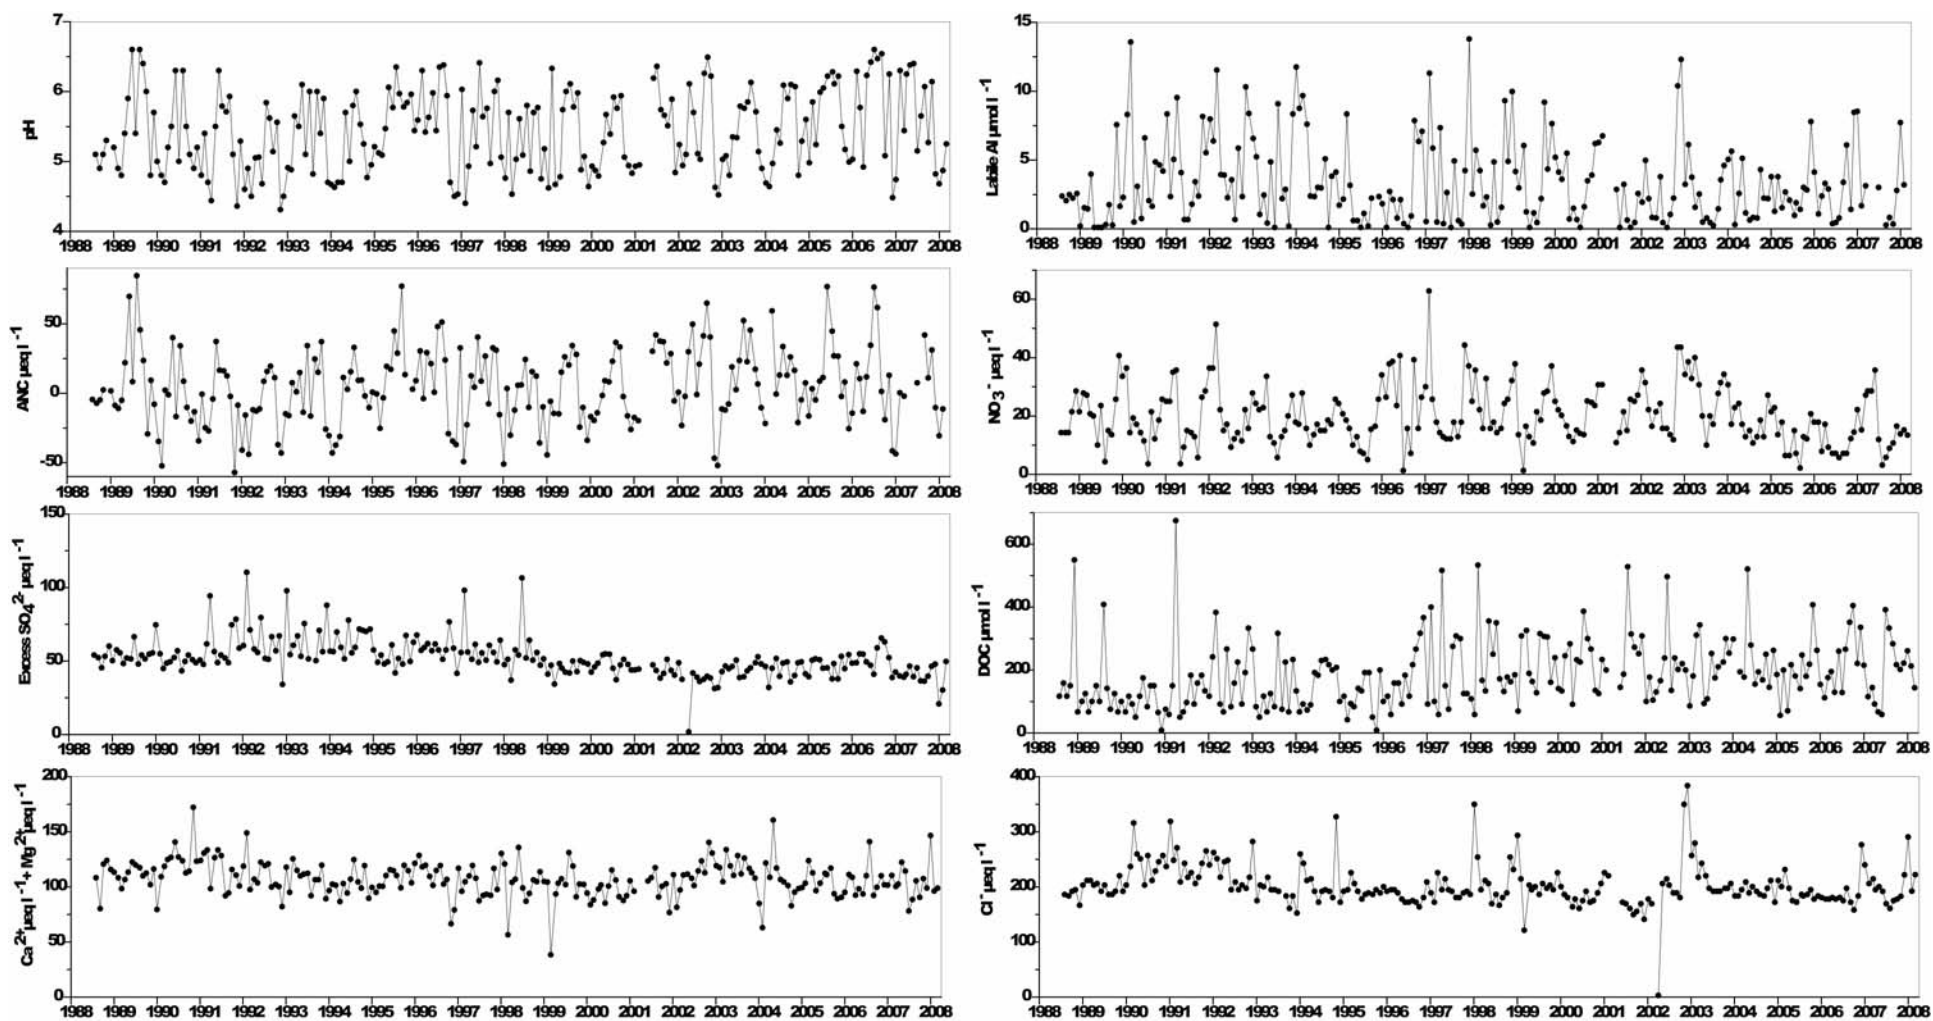 7
6
5
4
pH
1988 1989 1990 1991 1992 1993 1994 1995 1996 1997 1998 1999 2000 2001 2002 2003 2004 2005 2006 2007 2008
15
10
5
0
Labile Al µmol l⁻¹
1988 1989 1990 1991 1992 1993 1994 1995 1996 1997 1998 1999 2000 2001 2002 2003 2004 2005 2006 2007 2008
50
0
-50
ANC µeq l⁻¹
1988 1989 1990 1991 1992 1993 1994 1995 1996 1997 1998 1999 2000 2001 2002 2003 2004 2005 2006 2007 2008
60
40
20
0
NO₃⁻ µeq l⁻¹
1988 1989 1990 1991 1992 1993 1994 1995 1996 1997 1998 1999 2000 2001 2002 2003 2004 2005 2006 2007 2008
150
100
50
0
Excess SO₄²⁻ µeq l⁻¹
1988 1989 1990 1991 1992 1993 1994 1995 1996 1997 1998 1999 2000 2001 2002 2003 2004 2005 2006 2007 2008
600
400
200
0
DOC µmol l⁻¹
1988 1989 1990 1991 1992 1993 1994 1995 1996 1997 1998 1999 2000 2001 2002 2003 2004 2005 2006 2007 2008
200
150
100
50
0
Ca²⁺µeq l⁻¹+ Mg²⁺µeq l⁻¹
1988 1989 1990 1991 1992 1993 1994 1995 1996 1997 1998 1999 2000 2001 2002 2003 2004 2005 2006 2007 2008
400
300
200
100
0
Cl⁻µeq l⁻¹
1988 1989 1990 1991 1992 1993 1994 1995 1996 1997 1998 1999 2000 2001 2002 2003 2004 2005 2006 2007 2008